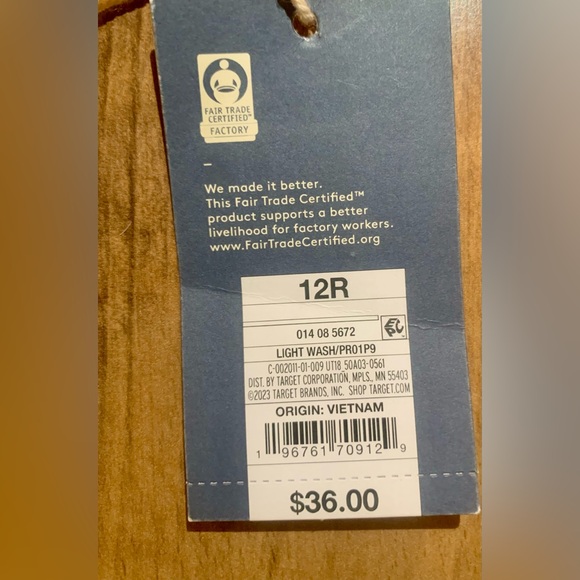 FAIR TRADE
CERTIFIED™
FACTORY
We made it better.
This Fair Trade Certified™
product supports a better
livelihood for factory workers.
www.FairTradeCertified.org
12R
014 08 5672
EPC
LIGHT WASH/PR01P9
C-002011-01-009 UT18_50A03-0561
DIST. BY TARGET CORPORATION, MPLS., MN 55403
©2023 TARGET BRANDS, INC. SHOP TARGET.COM
ORIGIN: VIETNAM
1 96761 70912 9
$36.00